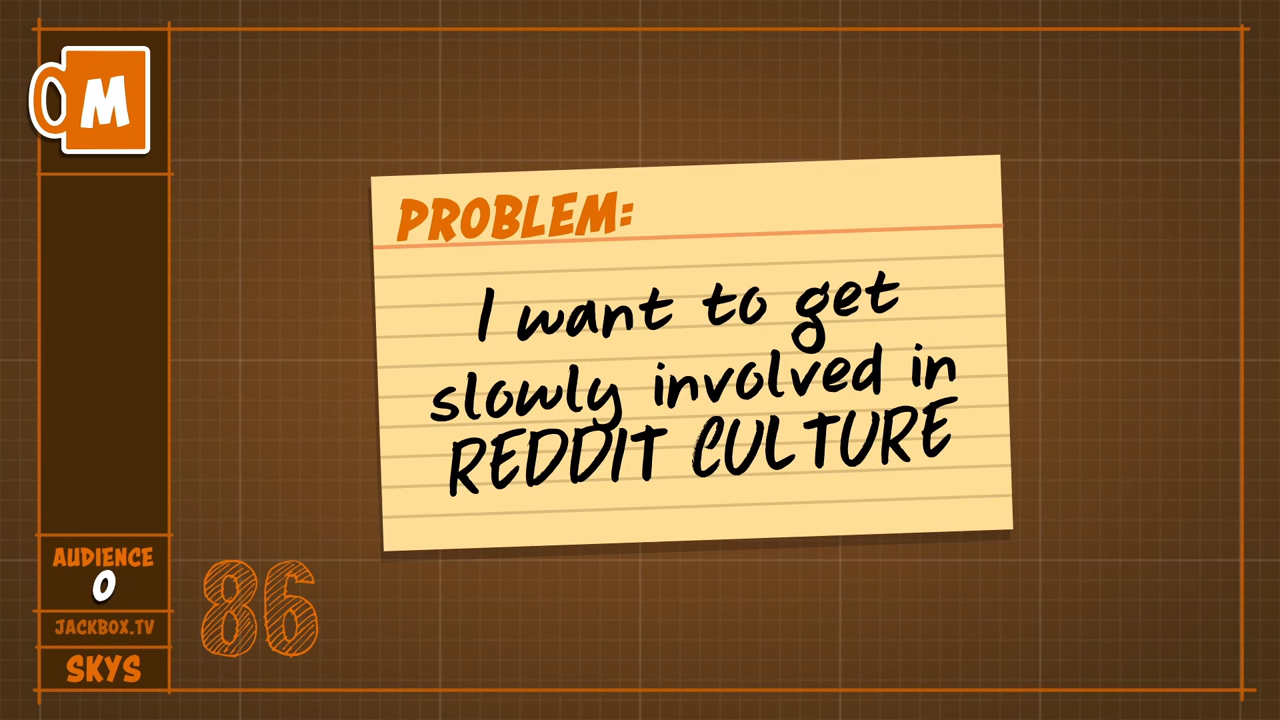 M
PROBLEM:
I want to get
slowly involved in
REDDIT CULTURE
AUDIENCE
0
JACKBOX.TV
SKYS
86